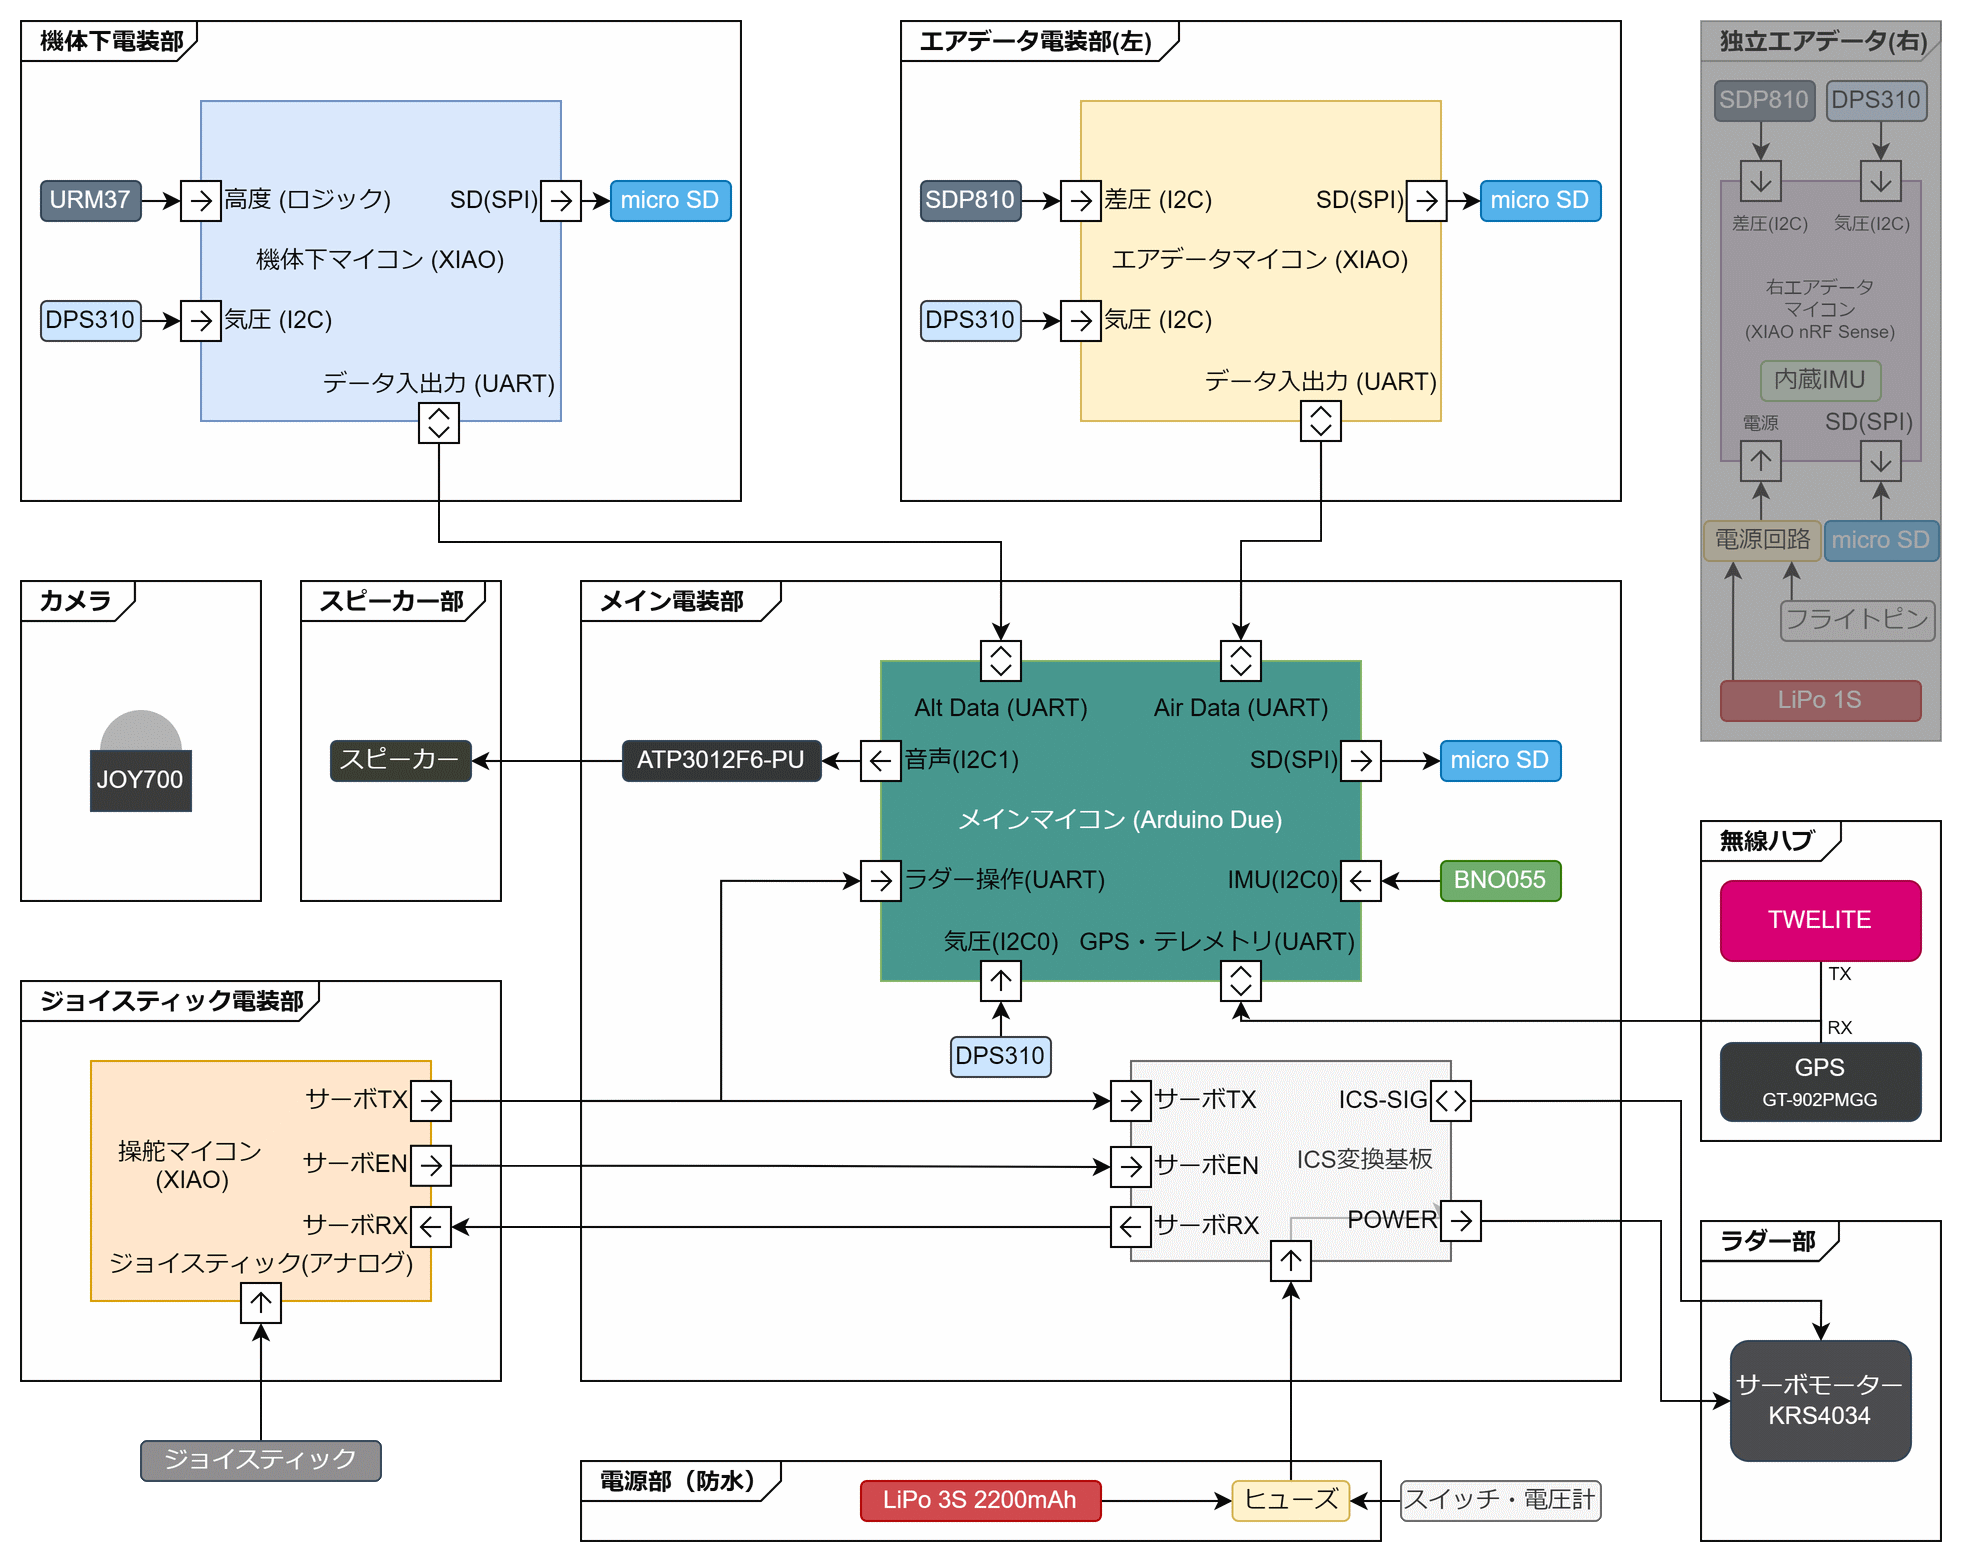 機体下電装部
URM37
高度 (ロジック)
SD(SPI)
micro SD
機体下マイコン (XIAO)
DPS310
気圧 (I2C)
データ入出力 (UART)
エアデータ電装部(左)
SDP810
差圧 (I2C)
SD(SPI)
micro SD
エアデータマイコン (XIAO)
DPS310
気圧 (I2C)
データ入出力 (UART)
独立エアデータ(右)
SDP810
DPS310
差圧(I2C)
気圧(I2C)
右エアデータ
マイコン
(XIAO nRF Sense)
内蔵IMU
電源
SD(SPI)
電源回路
micro SD
フライトピン
LiPo 1S
カメラ
JOY700
スピーカー部
スピーカー
メイン電装部
Alt Data (UART)
Air Data (UART)
ATP3012F6-PU
音声(I2C1)
SD(SPI)
micro SD
メインマイコン (Arduino Due)
ラダー操作(UART)
IMU(I2C0)
BNO055
気圧(I2C0)
GPS・テレメトリ(UART)
DPS310
無線ハブ
TWELITE
TX
RX
GPS
GT-902PMGG
ジョイスティック電装部
サーボTX
操舵マイコン
(XIAO)
サーボEN
サーボRX
ジョイスティック(アナログ)
ジョイスティック
サーボTX
ICS-SIG
サーボEN
ICS変換基板
サーボRX
POWER
ラダー部
サーボモーター
KRS4034
電源部（防水）
LiPo 3S 2200mAh
ヒューズ
スイッチ・電圧計